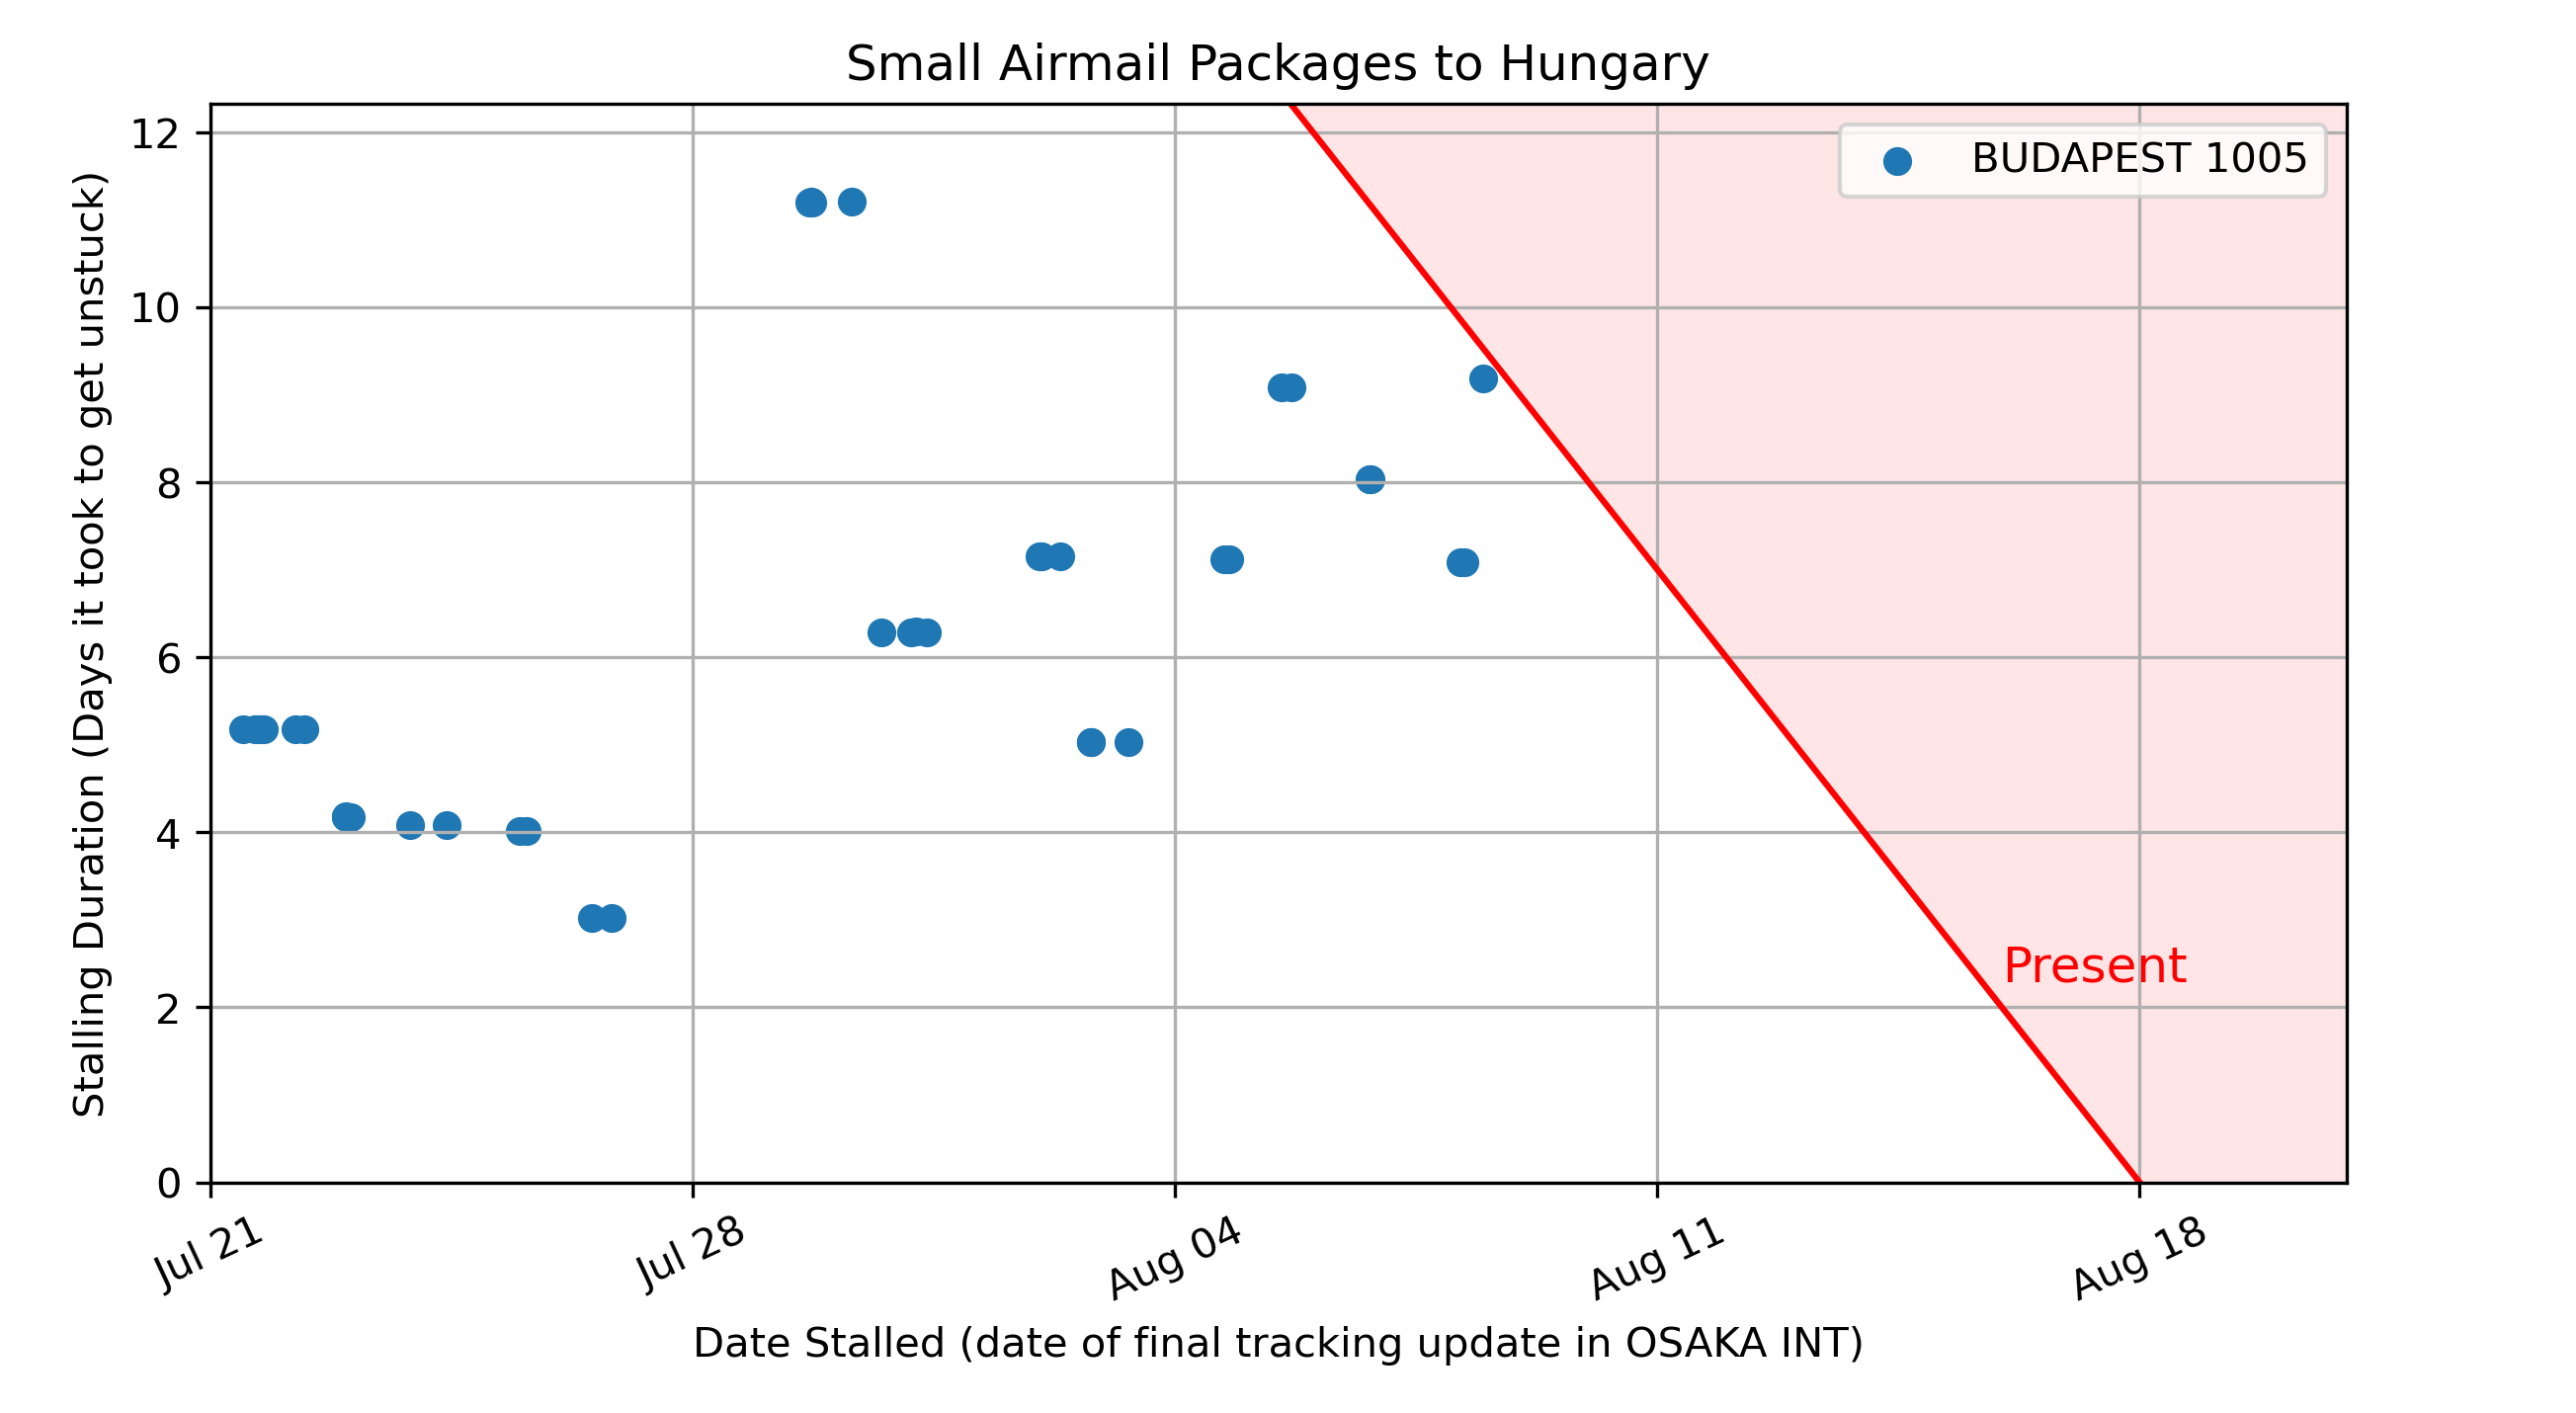 Small Airmail Packages to Hungary
BUDAPEST 1005
Stalling Duration (Days it took to get unstuck)
12
10
8
6
4
2
0
Present
Jul 21
Jul 28
Aug 04
Aug 11
Aug 18
Date Stalled (date of final tracking update in OSAKA INT)